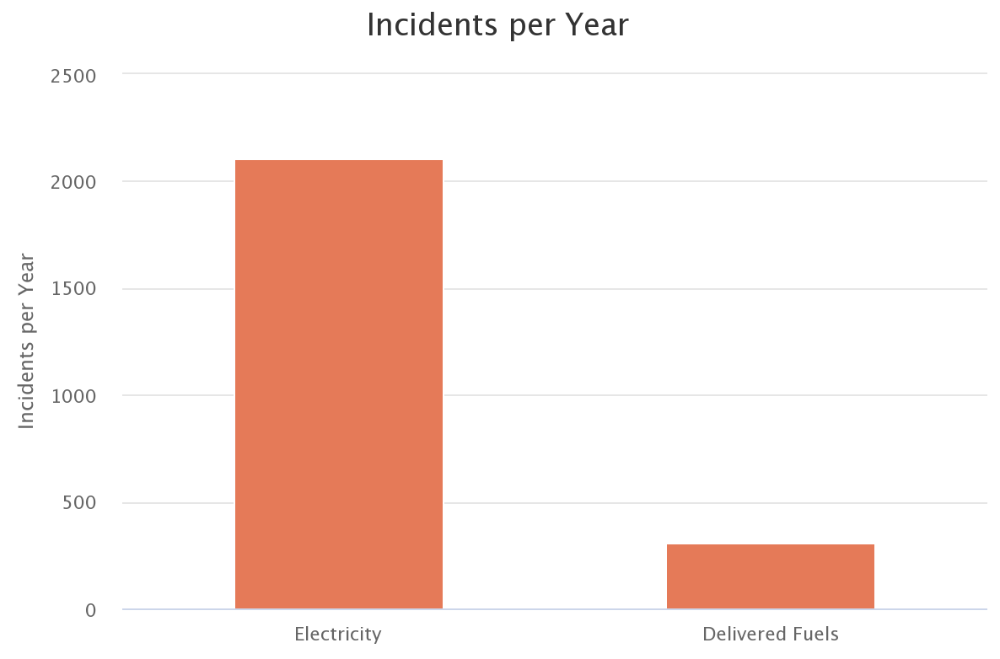 Incidents per Year
2500
2000
1500
1000
500
0
Incidents per Year
Electricity
Delivered Fuels